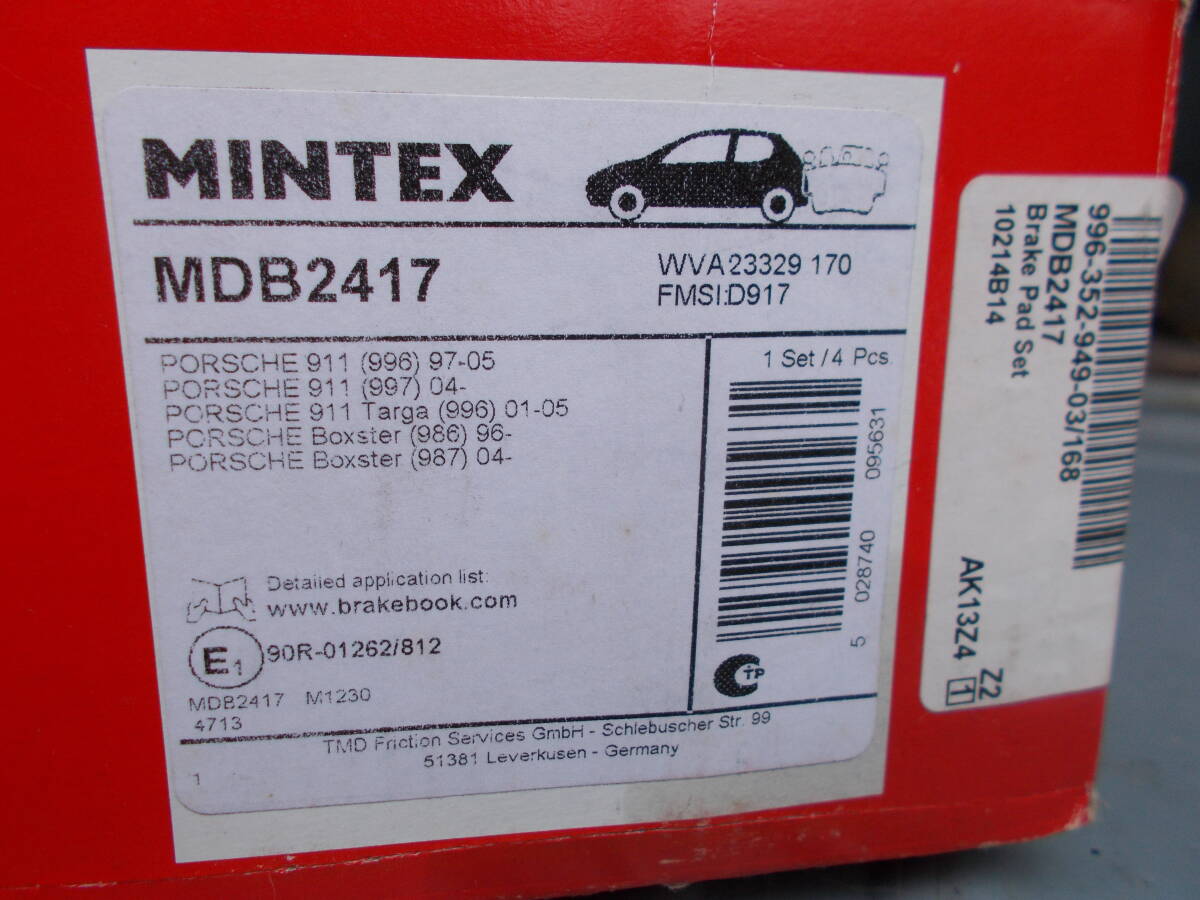 MINTEX
MDB2417
WVA23329 170
FMSI:D917
PORSCHE 911 (996) 97-05
PORSCHE 911 (997) 04-
PORSCHE 911 Targa (996) 01-05
PORSCHE Boxster (986) 96-
PORSCHE Boxster (987) 04-
1 Set / 4 Pcs.
5 028740 095631
Detailed application list:
www.brakebook.com
E1 90R-01262/812
TP
MDB2417 M1230
4713
TMD Friction Services GmbH - Schlebuscher Str. 99
51381 Leverkusen - Germany
1
996-352-949-03/168
MDB2417
Brake Pad Set
10214B14
AK13Z4 Z2
1